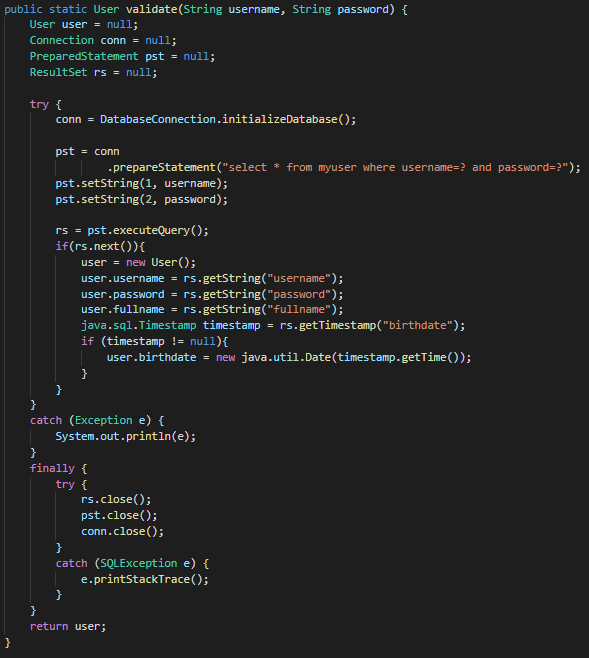 public static User validate(String username, String password) {
    User user = null;
    Connection conn = null;
    PreparedStatement pst = null;
    ResultSet rs = null;

    try {
        conn = DatabaseConnection.initializeDatabase();

        pst = conn
                .prepareStatement("select * from myuser where username=? and password=?");
        pst.setString(1, username);
        pst.setString(2, password);

        rs = pst.executeQuery();
        if(rs.next()){
            user = new User();
            user.username = rs.getString("username");
            user.password = rs.getString("password");
            user.fullname = rs.getString("fullname");
            java.sql.Timestamp timestamp = rs.getTimestamp("birthdate");
            if (timestamp != null){
                user.birthdate = new java.util.Date(timestamp.getTime());
            }
        }
    }
    catch (Exception e) {
        System.out.println(e);
    }
    finally {
        try {
            rs.close();
            pst.close();
            conn.close();
        }
        catch (SQLException e) {
            e.printStackTrace();
        }
    }
    return user;
}